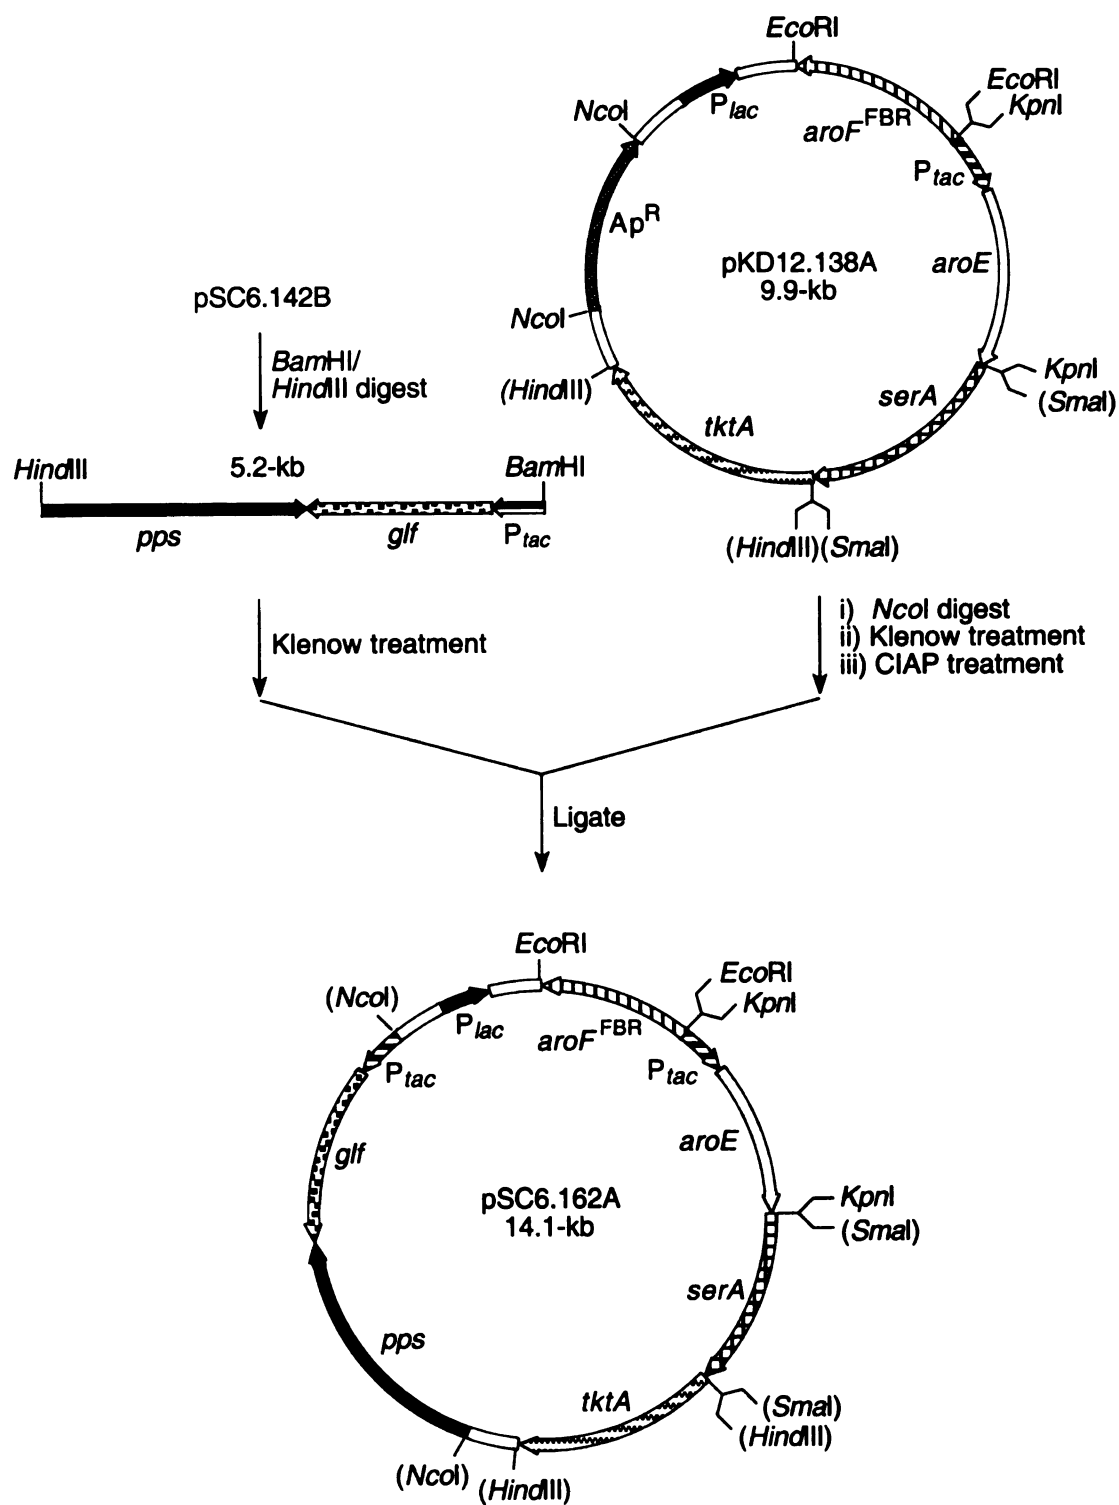 EcoRI
EcoRI
KpnI
NcoI
Plac
aroF FBR
Ptac
ApR
pKD12.138A
9.9-kb
aroE
pSC6.142B
NcoI
BamHI/
HindIII digest
(HindIII)
KpnI
(SmaI)
serA
tktA
HindIII
5.2-kb
BamHI
pps
glf
Ptac
(HindIII)(SmaI)
Klenow treatment
i) NcoI digest
ii) Klenow treatment
iii) CIAP treatment
Ligate
EcoRI
(NcoI)
EcoRI
KpnI
Plac
aroF FBR
Ptac
Ptac
glf
aroE
pSC6.162A
14.1-kb
KpnI
(SmaI)
serA
pps
tktA
(SmaI)
(HindIII)
(NcoI)
(HindIII)